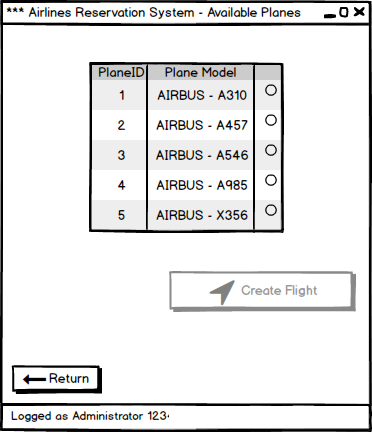 *** Airlines Reservation System - Available Planes
PlaneID Plane Model
1 AIRBUS - A310
2 AIRBUS - A457
3 AIRBUS - A546
4 AIRBUS - A985
5 AIRBUS - X356
Create Flight
Return
Logged as Administrator 123